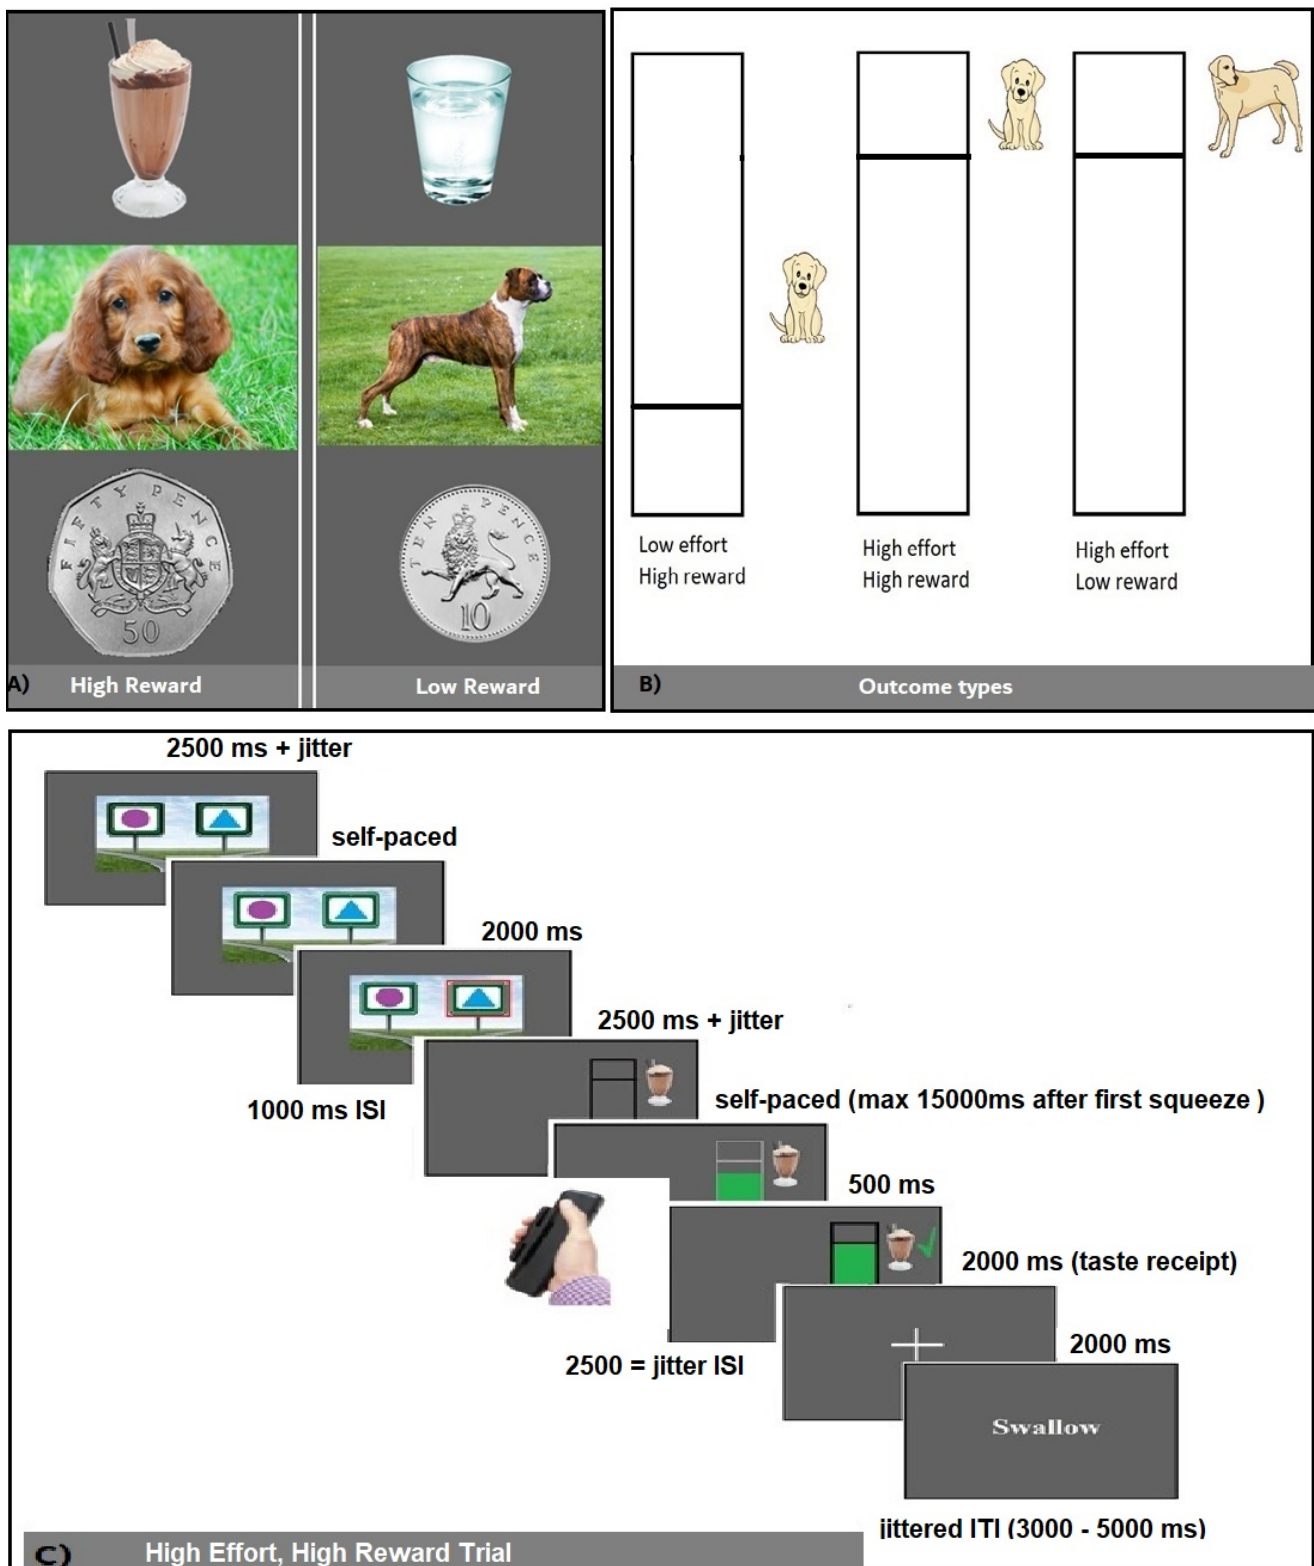 FIFTY PENCE
50
TEN PENCE
10
A)
High Reward
Low Reward
Low effort
High reward
High effort
High reward
High effort
Low reward
B)
Outcome types
2500 ms + jitter
self-paced
2000 ms
2500 ms + jitter
1000 ms ISI
self-paced (max 15000ms after first squeeze )
500 ms
2000 ms (taste receipt)
2500 = jitter ISI
2000 ms
Swallow
jittered ITI (3000 - 5000 ms)
C)
High Effort, High Reward Trial